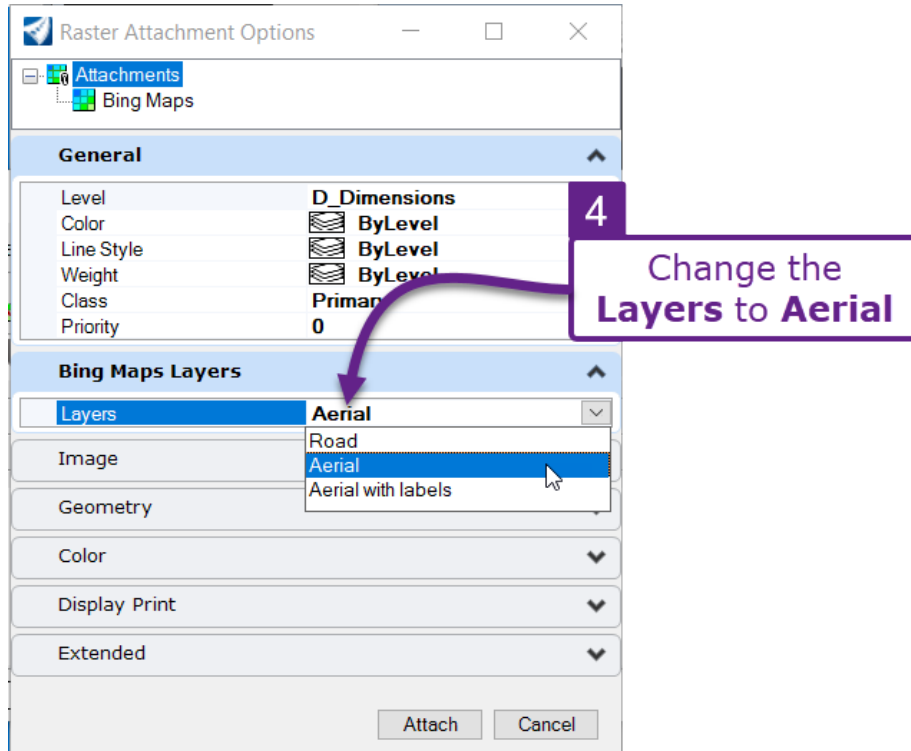 Raster Attachment Options
Attachments
Bing Maps
General
Level D_Dimensions
Color ByLevel
Line Style ByLevel
Weight ByLevel
Class Primar
Priority 0
4
Change the
Layers to Aerial
Bing Maps Layers
Layers Aerial
Road
Aerial
Aerial with labels
Image
Geometry
Color
Display Print
Extended
Attach Cancel